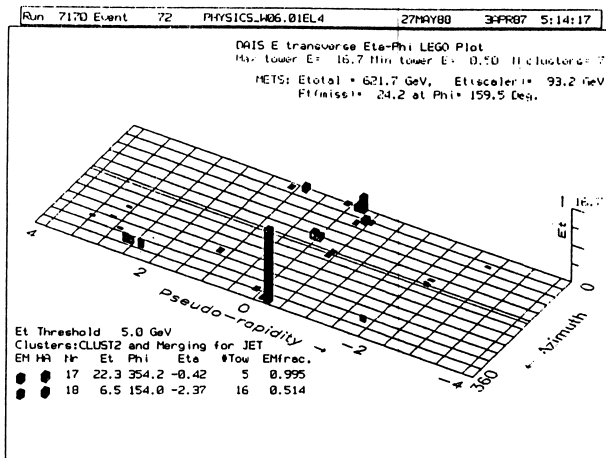 Run 7170 Event 72 PHYSICS_W06.01EL4 27MAY88 3APR87 5:14:17
DAIS E transverse Eta-Phi LEGO Plot
Max tower E= 16.7 Min tower E= 0.50 N clusters= 7
METS: Etotal = 621.7 GeV, Et(scaler)= 93.2 GeV
Et(miss)= 24.2 at Phi= 159.5 Deg.
16.7
Et
0
4
2
0
-2
-4
Pseudo-rapidity →
360
← Azimuth
Et Threshold 5.0 GeV
Clusters:CLUST2 and Merging for JET
EM HA Nr Et Phi Eta #Tow EMfrac.
17 22.3 354.2 -0.42 5 0.995
18 6.5 154.0 -2.37 16 0.514